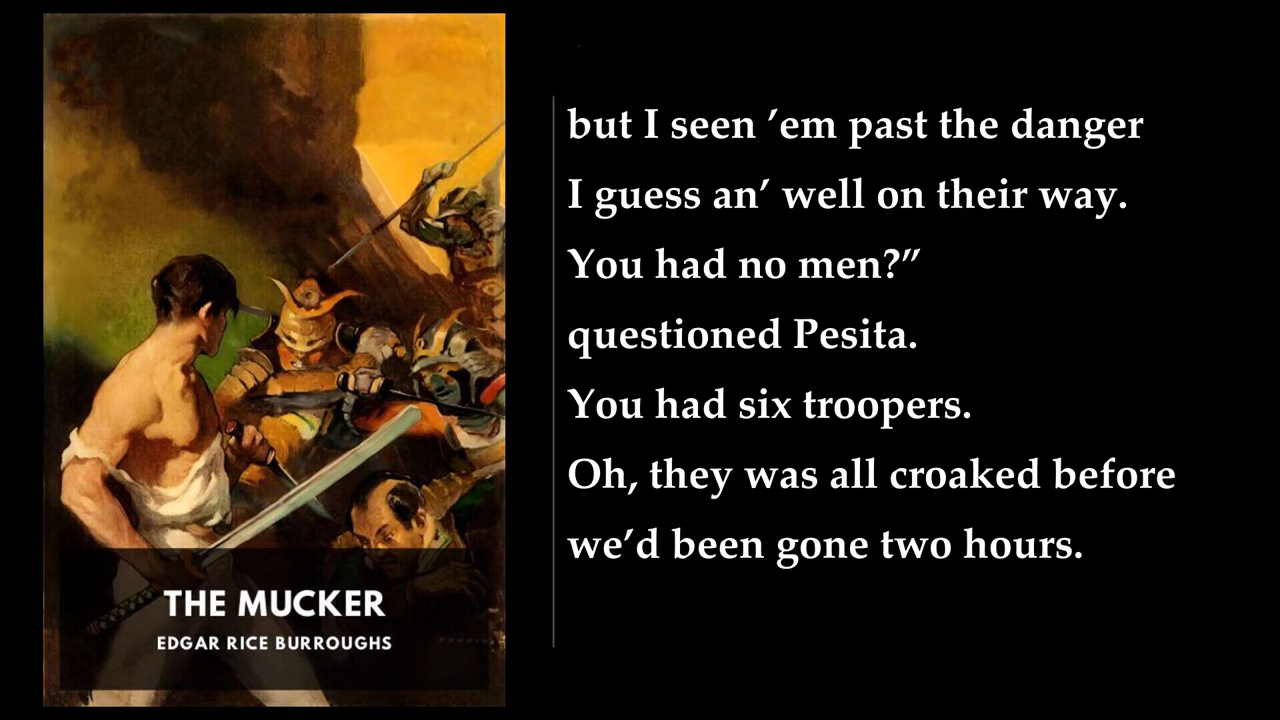 THE MUCKER
EDGAR RICE BURROUGHS
but I seen ’em past the danger
I guess an’ well on their way.
You had no men?”
questioned Pesita.
You had six troopers.
Oh, they was all croaked before
we’d been gone two hours.